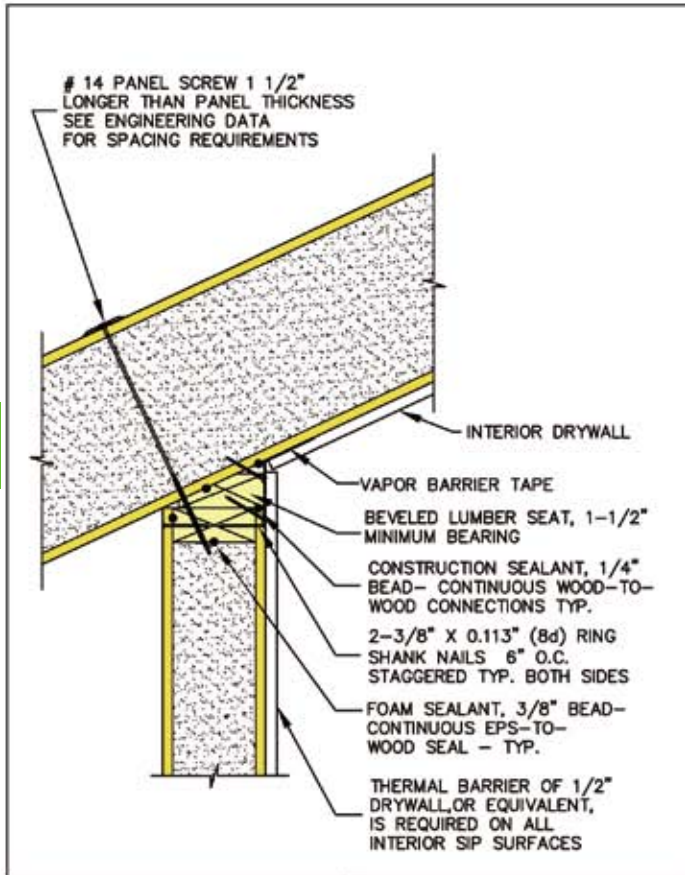 # 14 PANEL SCREW 1 1/2"
LONGER THAN PANEL THICKNESS
SEE ENGINEERING DATA
FOR SPACING REQUIREMENTS
INTERIOR DRYWALL
VAPOR BARRIER TAPE
BEVELED LUMBER SEAT, 1-1/2"
MINIMUM BEARING
CONSTRUCTION SEALANT, 1/4"
BEAD- CONTINUOUS WOOD-TO-
WOOD CONNECTIONS TYP.
2-3/8" X 0.113" (8d) RING
SHANK NAILS 6" O.C.
STAGGERED TYP. BOTH SIDES
FOAM SEALANT, 3/8" BEAD-
CONTINUOUS EPS-TO-
WOOD SEAL - TYP.
THERMAL BARRIER OF 1/2"
DRYWALL,OR EQUIVALENT,
IS REQUIRED ON ALL
INTERIOR SIP SURFACES